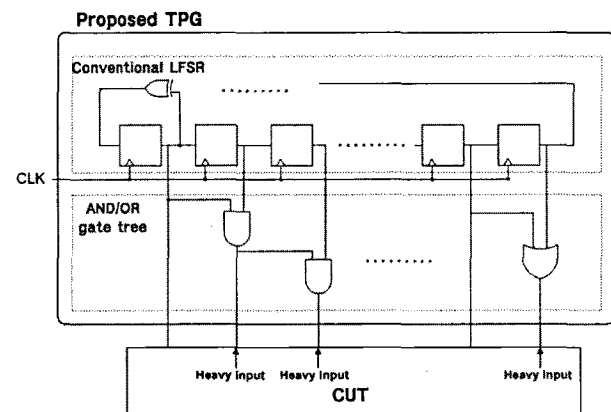 Proposed TPG
Conventional LFSR
CLK
AND/OR
gate tree
Heavy Input Heavy Input Heavy Input
CUT